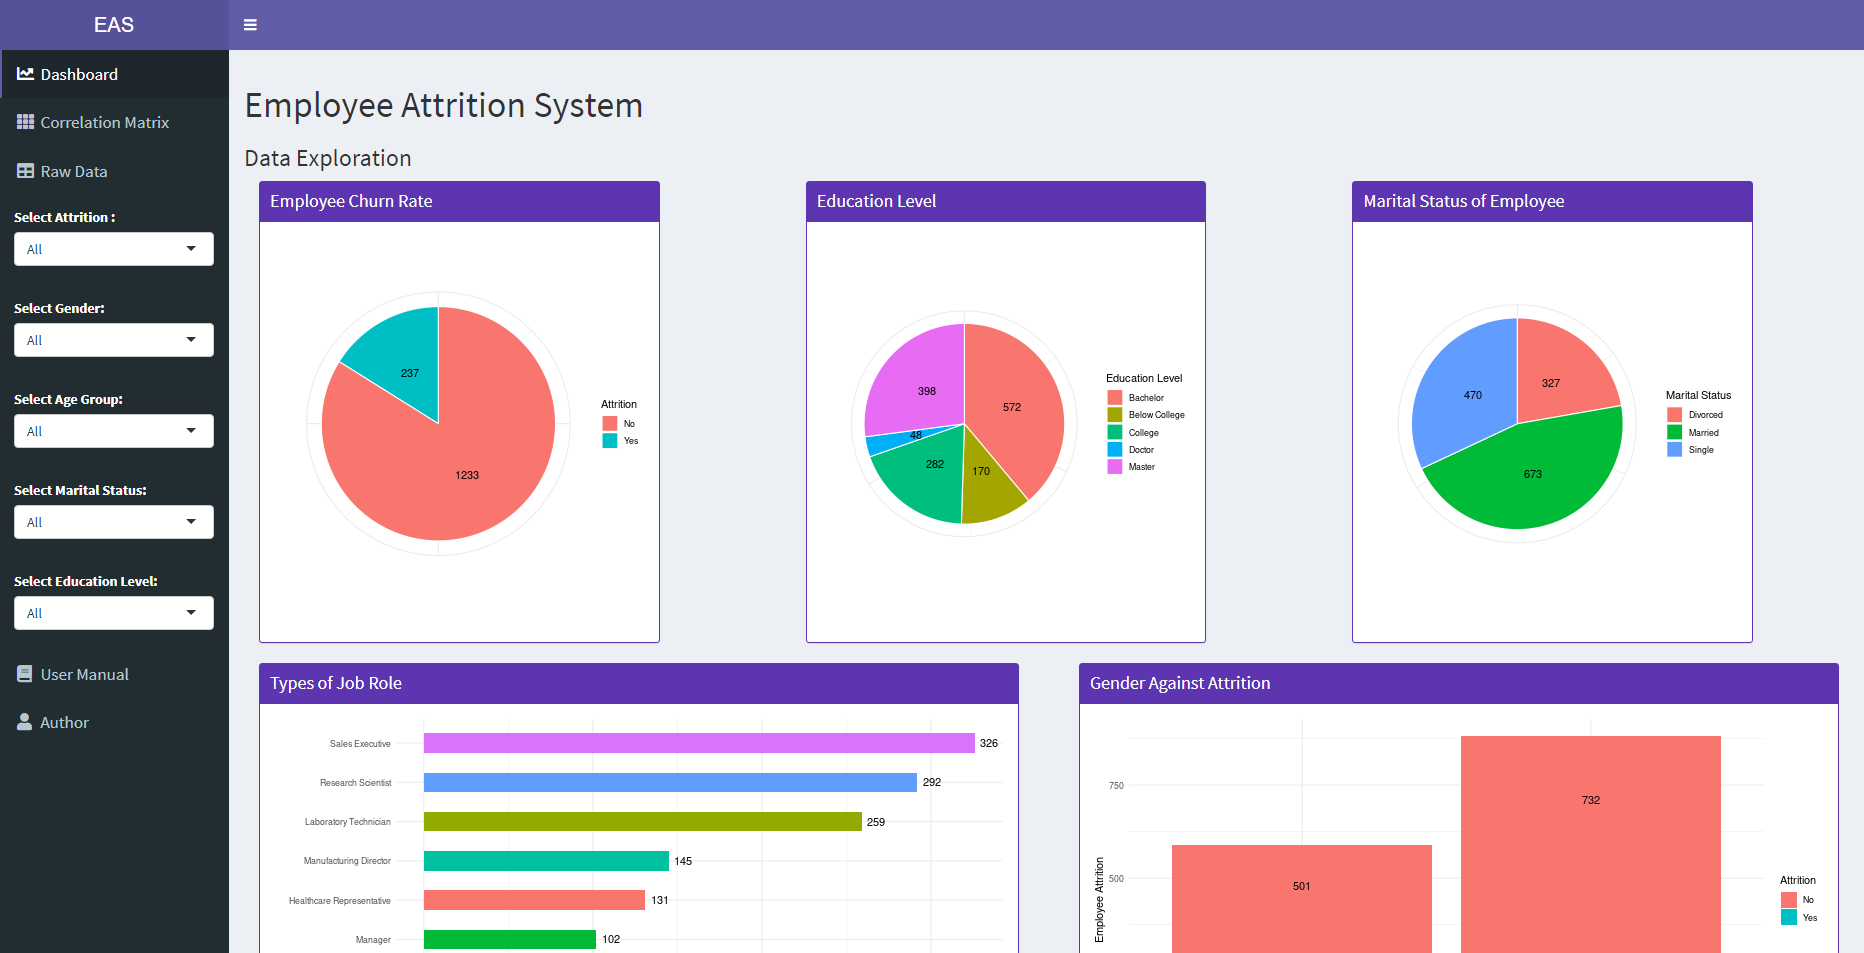 EAS
Dashboard
Correlation Matrix
Raw Data
Select Attrition :
All
Select Gender:
All
Select Age Group:
All
Select Marital Status:
All
Select Education Level:
All
User Manual
Author
Employee Attrition System
Data Exploration
Employee Churn Rate
237
1233
Attrition
No
Yes
Education Level
398
572
48
282
170
Education Level
Bachelor
Below College
College
Doctor
Master
Marital Status of Employee
470
327
673
Marital Status
Divorced
Married
Single
Types of Job Role
Sales Executive 326
Research Scientist 292
Laboratory Technician 259
Manufacturing Director 145
Healthcare Representative 131
Manager 102
Gender Against Attrition
Employee Attrition
750
500
501
732
Attrition
No
Yes